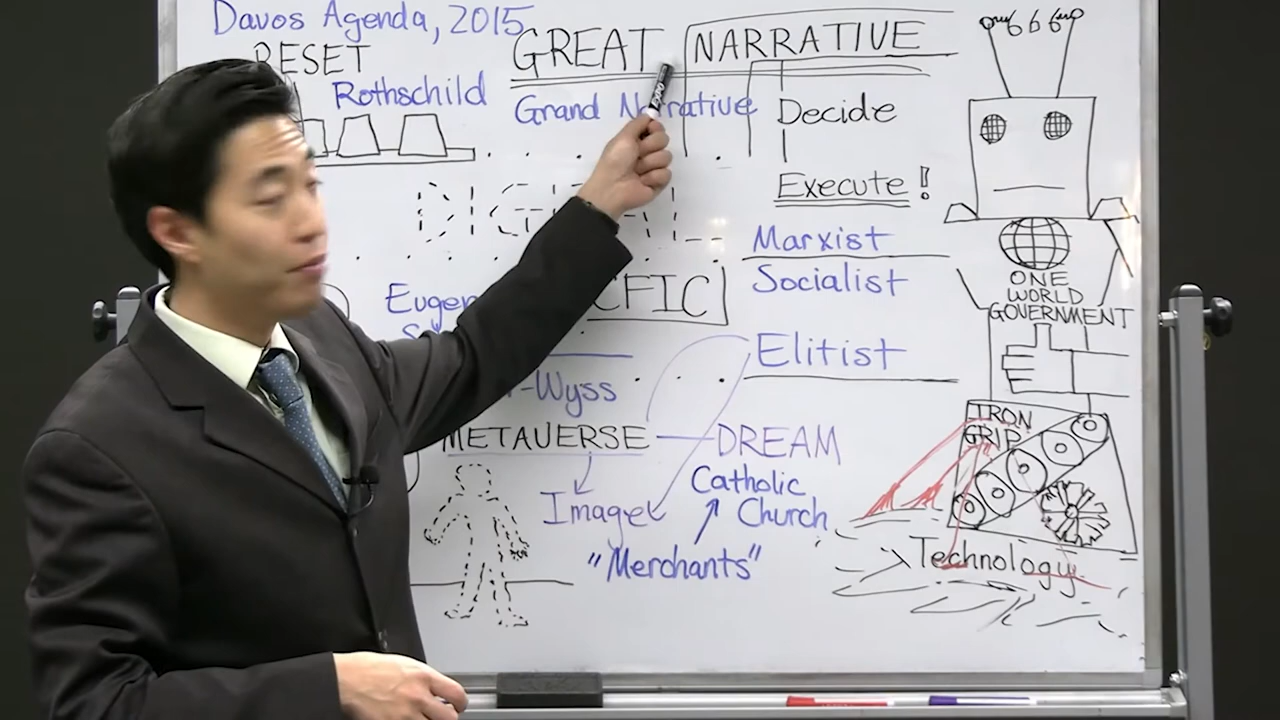 Davos Agenda, 2015
RESET
GREAT NARRATIVE
Rothschild
Grand Narrative
Decide
Execute!
Marxist
Socialist
Elitist
-Wyss
METAVERSE
DREAM
Image
Catholic
Church
"Merchants"
666
ONE
WORLD
GOVERNMENT
IRON
GRIP
Technology